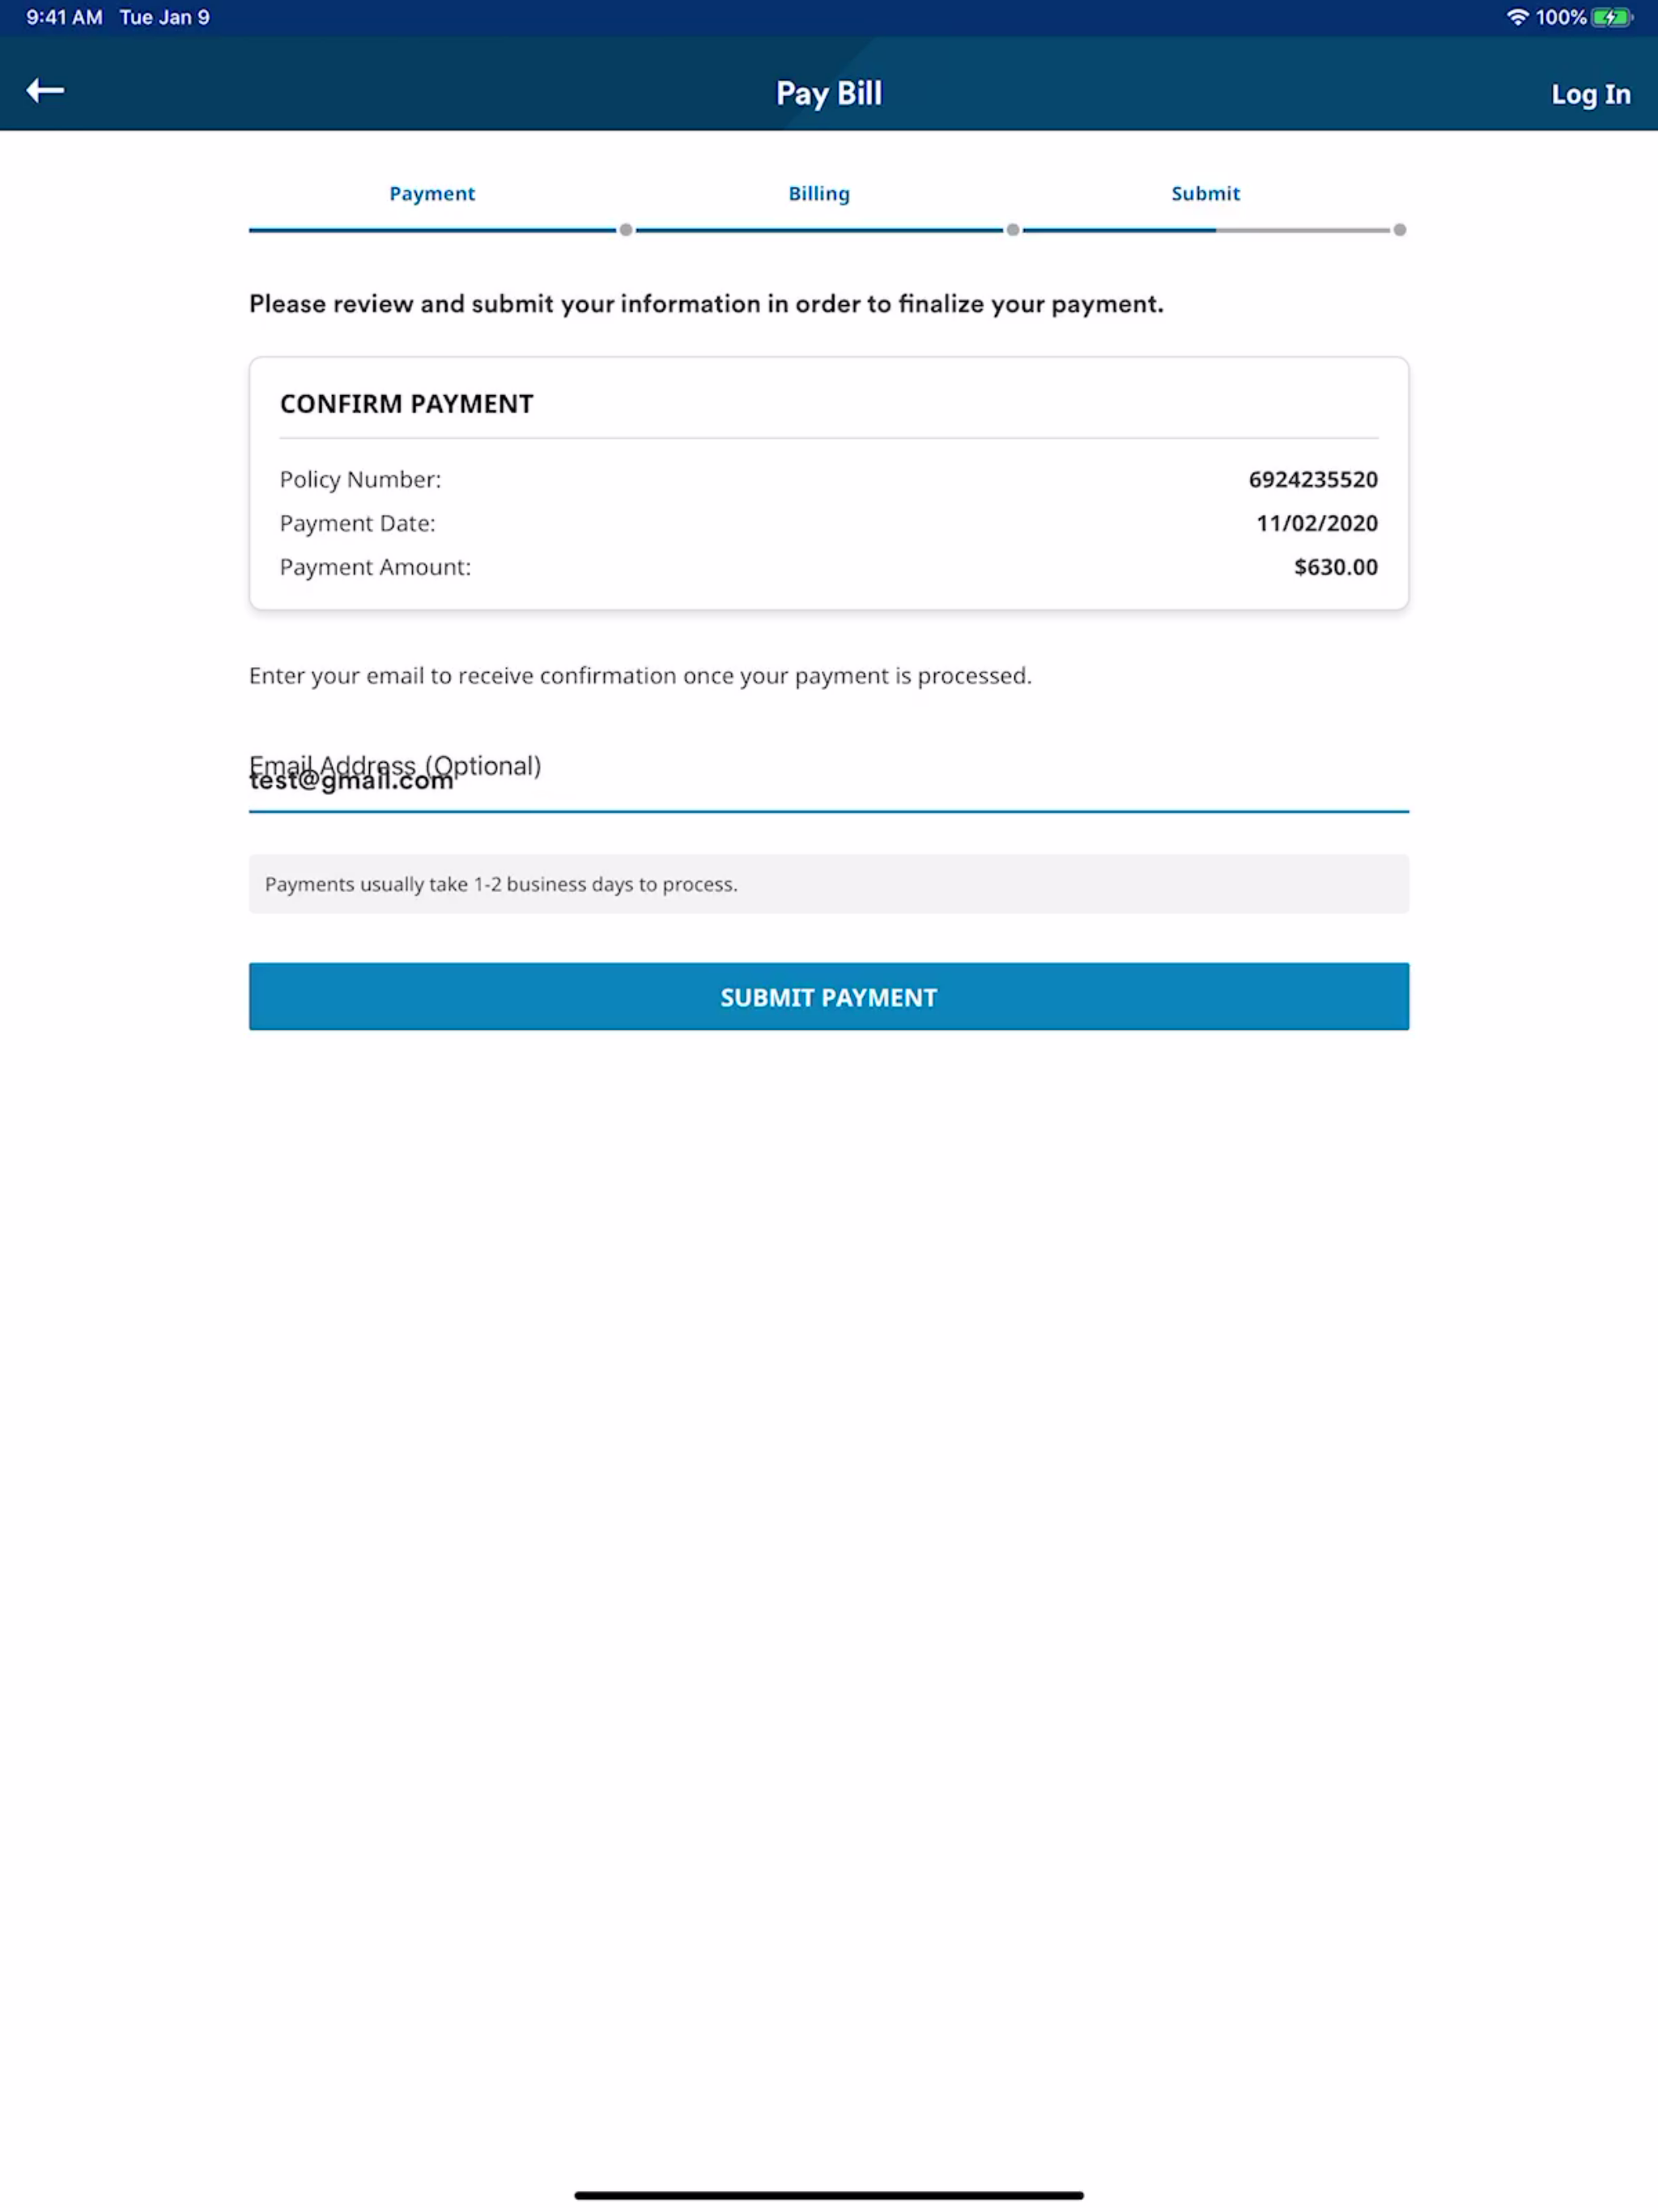 9:41 AM Tue Jan 9 100%
Pay Bill
Log In
Payment Billing Submit
Please review and submit your information in order to finalize your payment.
CONFIRM PAYMENT
Policy Number: 6924235520
Payment Date: 11/02/2020
Payment Amount: $630.00
Enter your email to receive confirmation once your payment is processed.
Email Address (Optional)
test@gmail.com
Payments usually take 1-2 business days to process.
SUBMIT PAYMENT